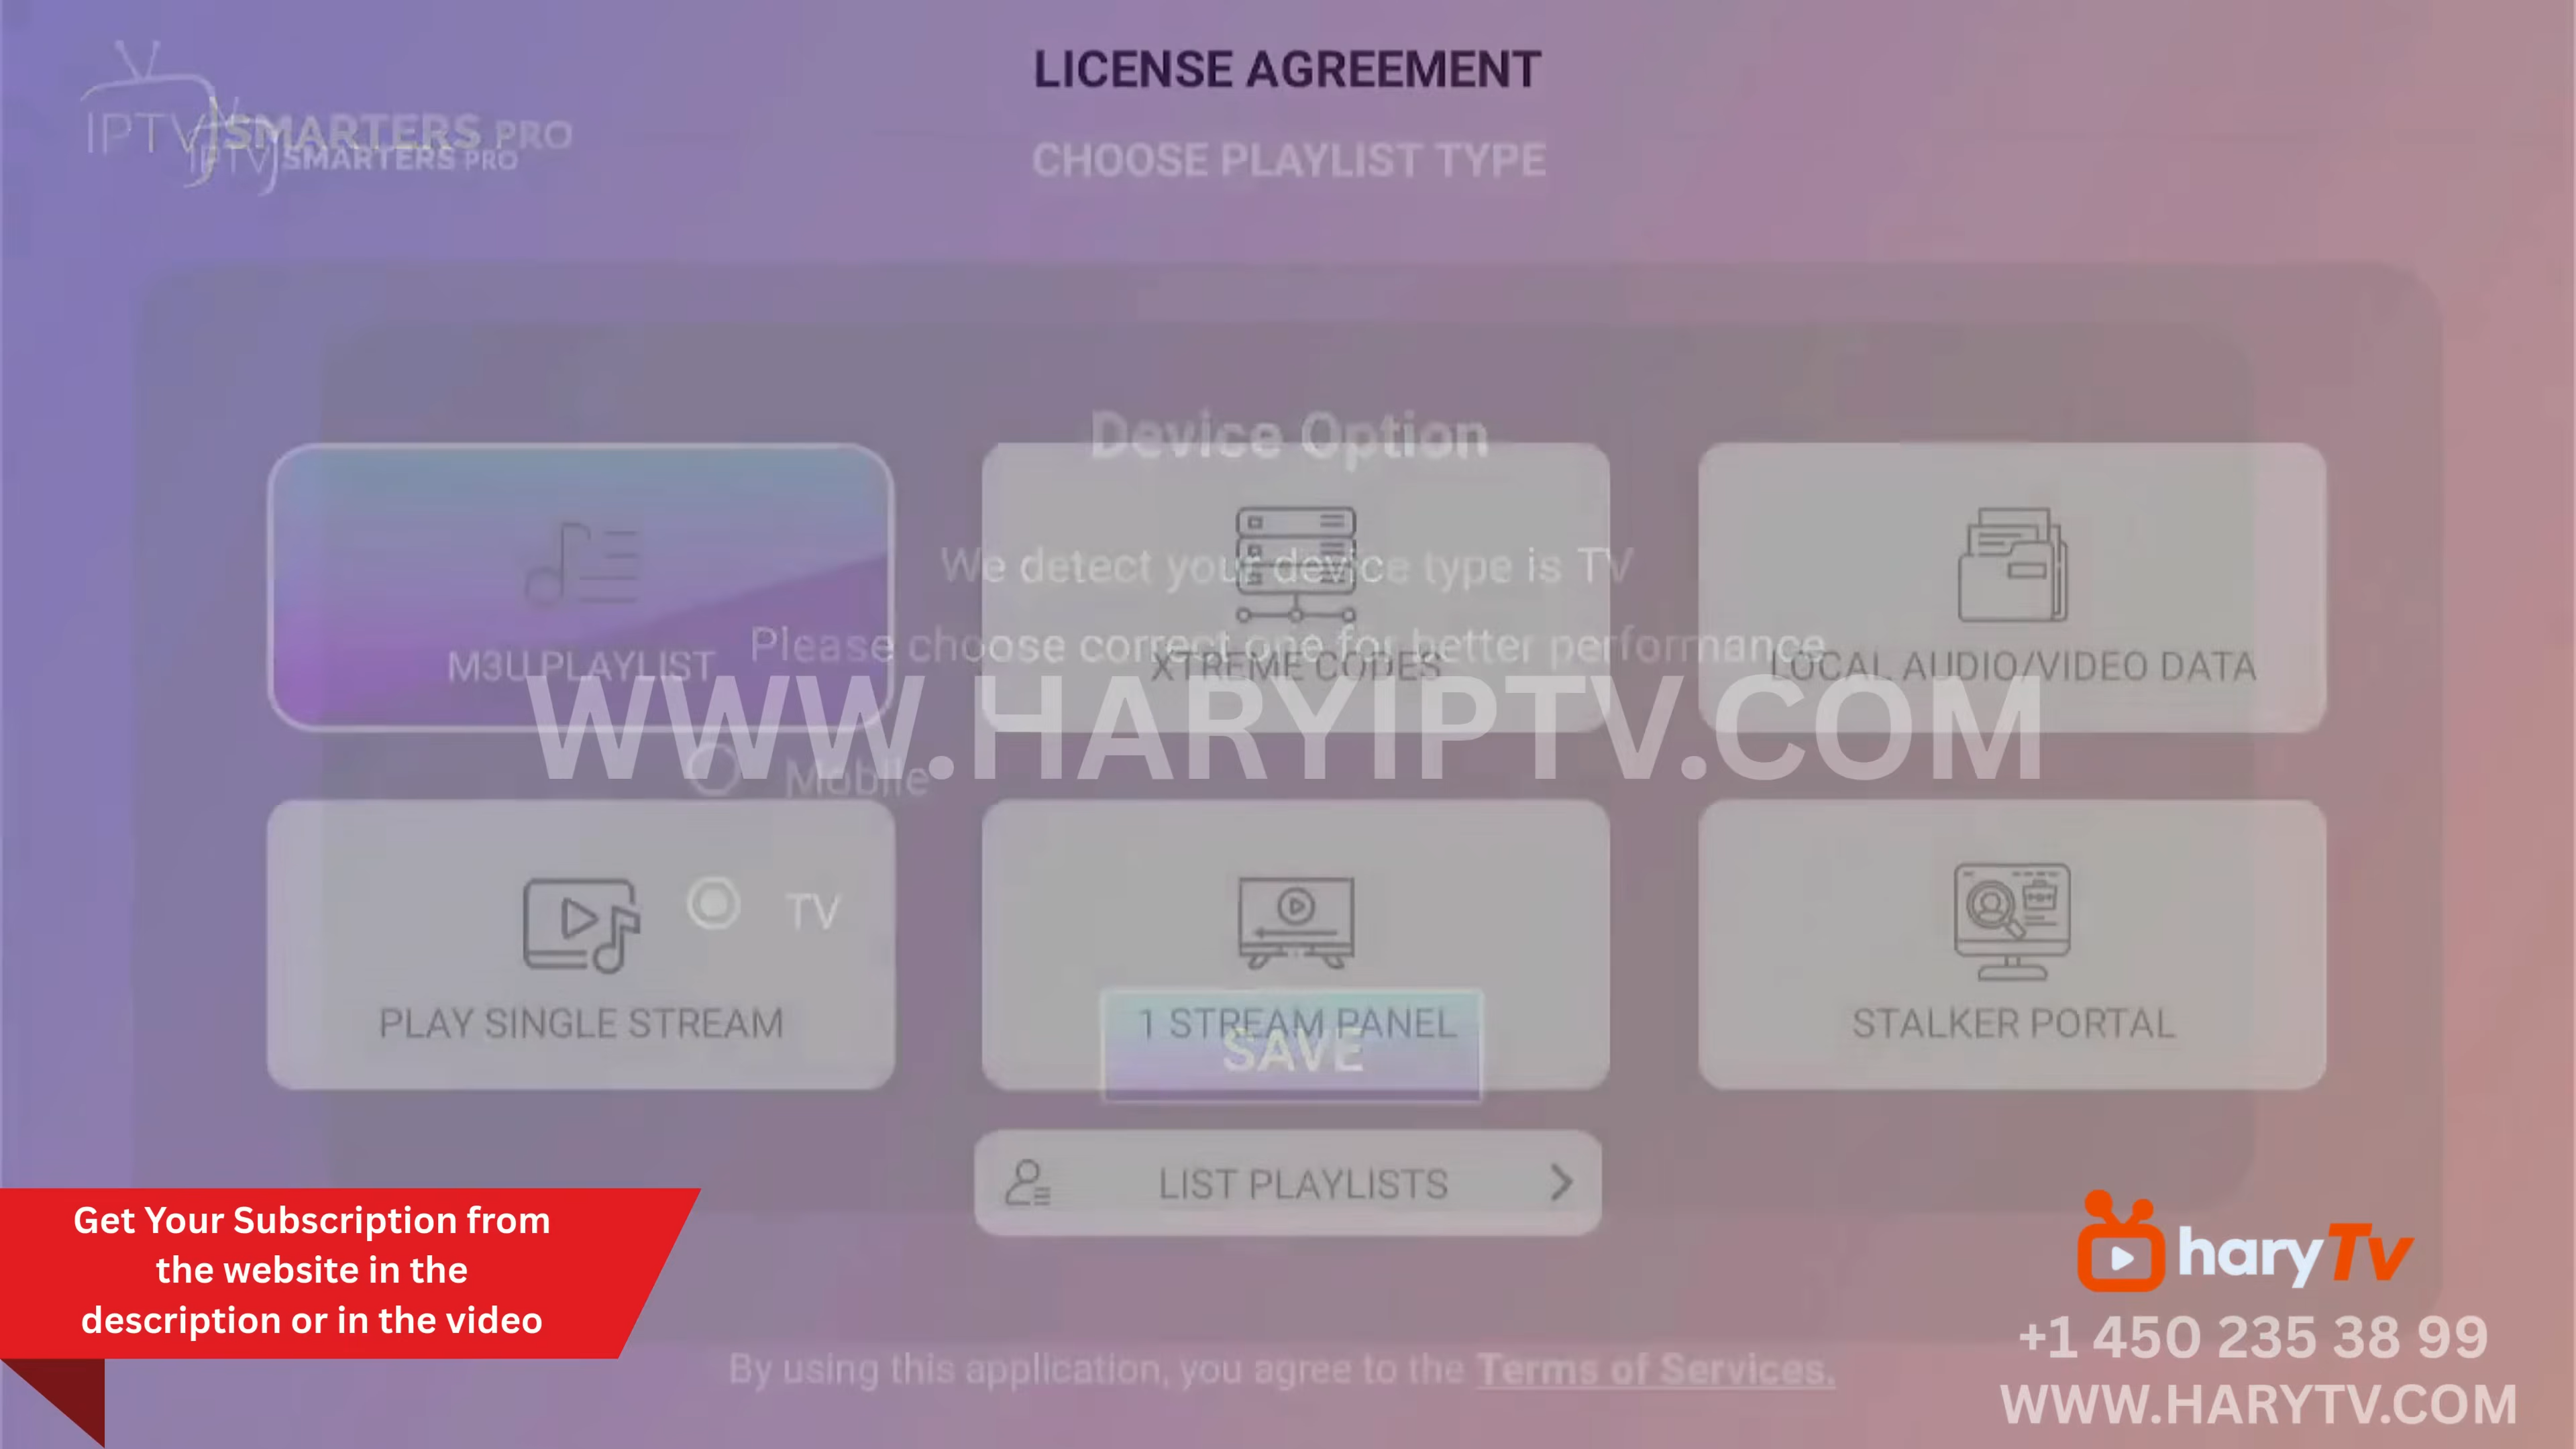 LICENSE AGREEMENT
IPTV SMARTERS PRO
IPTV SMARTERS PRO
CHOOSE PLAYLIST TYPE
Device Option
We detect your device type is TV
Please choose correct one for better performance
M3U PLAYLIST
XTREME CODES
LOCAL AUDIO/VIDEO DATA
WWW.HARYIPTV.COM
Mobile
TV
PLAY SINGLE STREAM
1 STREAM PANEL
STALKER PORTAL
SAVE
LIST PLAYLISTS
Get Your Subscription from
the website in the
description or in the video
haryTv
+1 450 235 38 99
WWW.HARYTV.COM
By using this application, you agree to the Terms of Services.